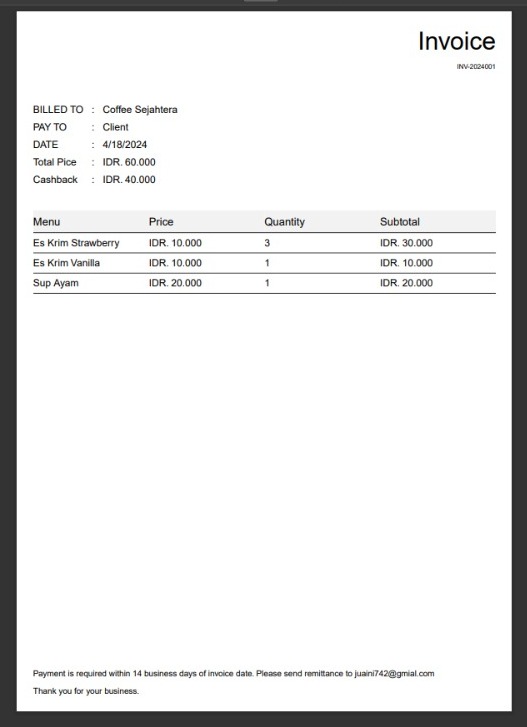 Invoice
INV-2024001
BILLED TO : Coffee Sejahtera
PAY TO : Client
DATE : 4/18/2024
Total Pice : IDR. 60.000
Cashback : IDR. 40.000
Menu Price Quantity Subtotal
Es Krim Strawberry IDR. 10.000 3 IDR. 30.000
Es Krim Vanilla IDR. 10.000 1 IDR. 10.000
Sup Ayam IDR. 20.000 1 IDR. 20.000
Payment is required within 14 business days of invoice date. Please send remittance to juaini742@gmial.com
Thank you for your business.